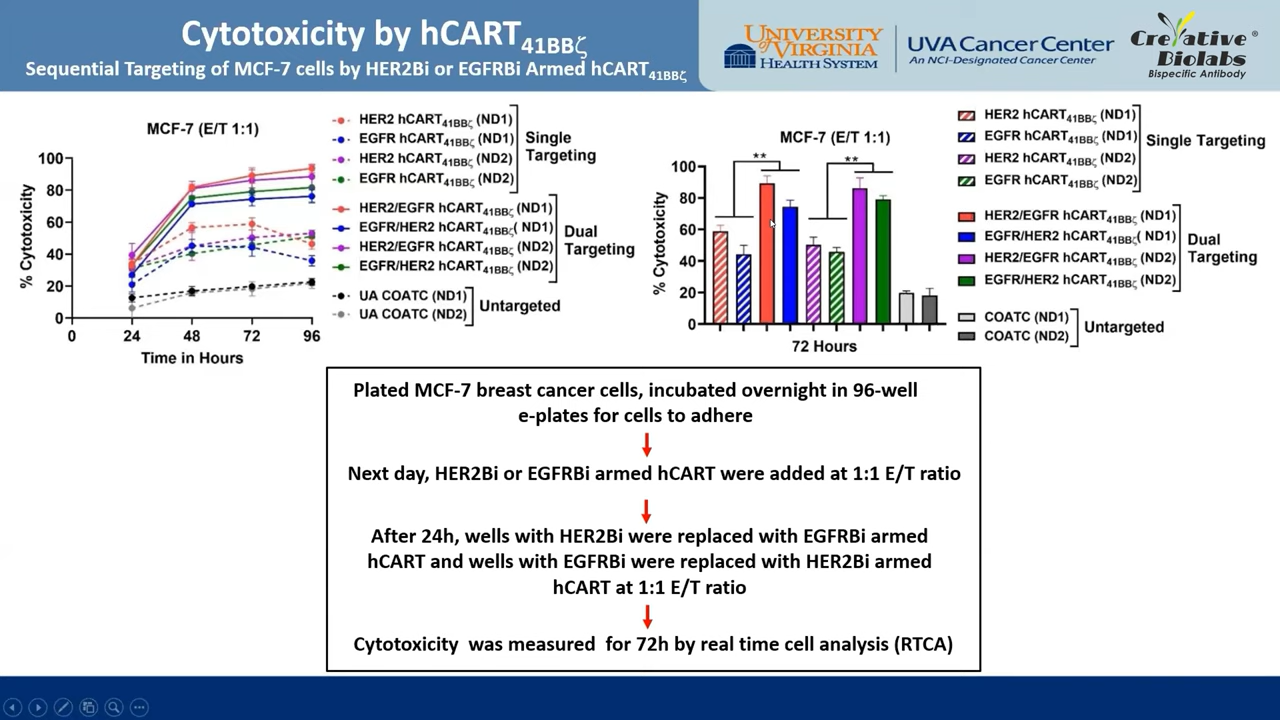 Cytotoxicity by hCART41BBζ
Sequential Targeting of MCF-7 cells by HER2Bi or EGFRBi Armed hCART41BBζ
UNIVERSITY
of VIRGINIA
HEALTH SYSTEM
UVA Cancer Center
An NCI-Designated Cancer Center
Creative®
Biolabs
Bispecific Antibody
MCF-7 (E/T 1:1)
% Cytotoxicity
100
80
60
40
20
0
0 24 48 72 96
Time in Hours
HER2 hCART41BBζ (ND1)
EGFR hCART41BBζ (ND1)
HER2 hCART41BBζ (ND2)
EGFR hCART41BBζ (ND2)
Single
Targeting
HER2/EGFR hCART41BBζ (ND1)
EGFR/HER2 hCART41BBζ (ND1)
HER2/EGFR hCART41BBζ (ND2)
EGFR/HER2 hCART41BBζ (ND2)
Dual
Targeting
UA COATC (ND1)
UA COATC (ND2)
Untargeted
MCF-7 (E/T 1:1)
% Cytotoxicity
100
80
60
40
20
0
** **
72 Hours
HER2 hCART41BBζ (ND1)
EGFR hCART41BBζ (ND1)
HER2 hCART41BBζ (ND2)
EGFR hCART41BBζ (ND2)
Single Targeting
HER2/EGFR hCART41BBζ (ND1)
EGFR/HER2 hCART41BBζ (ND1)
HER2/EGFR hCART41BBζ (ND2)
EGFR/HER2 hCART41BBζ (ND2)
Dual
Targeting
COATC (ND1)
COATC (ND2)
Untargeted
Plated MCF-7 breast cancer cells, incubated overnight in 96-well
e-plates for cells to adhere
Next day, HER2Bi or EGFRBi armed hCART were added at 1:1 E/T ratio
After 24h, wells with HER2Bi were replaced with EGFRBi armed
hCART and wells with EGFRBi were replaced with HER2Bi armed
hCART at 1:1 E/T ratio
Cytotoxicity was measured for 72h by real time cell analysis (RTCA)